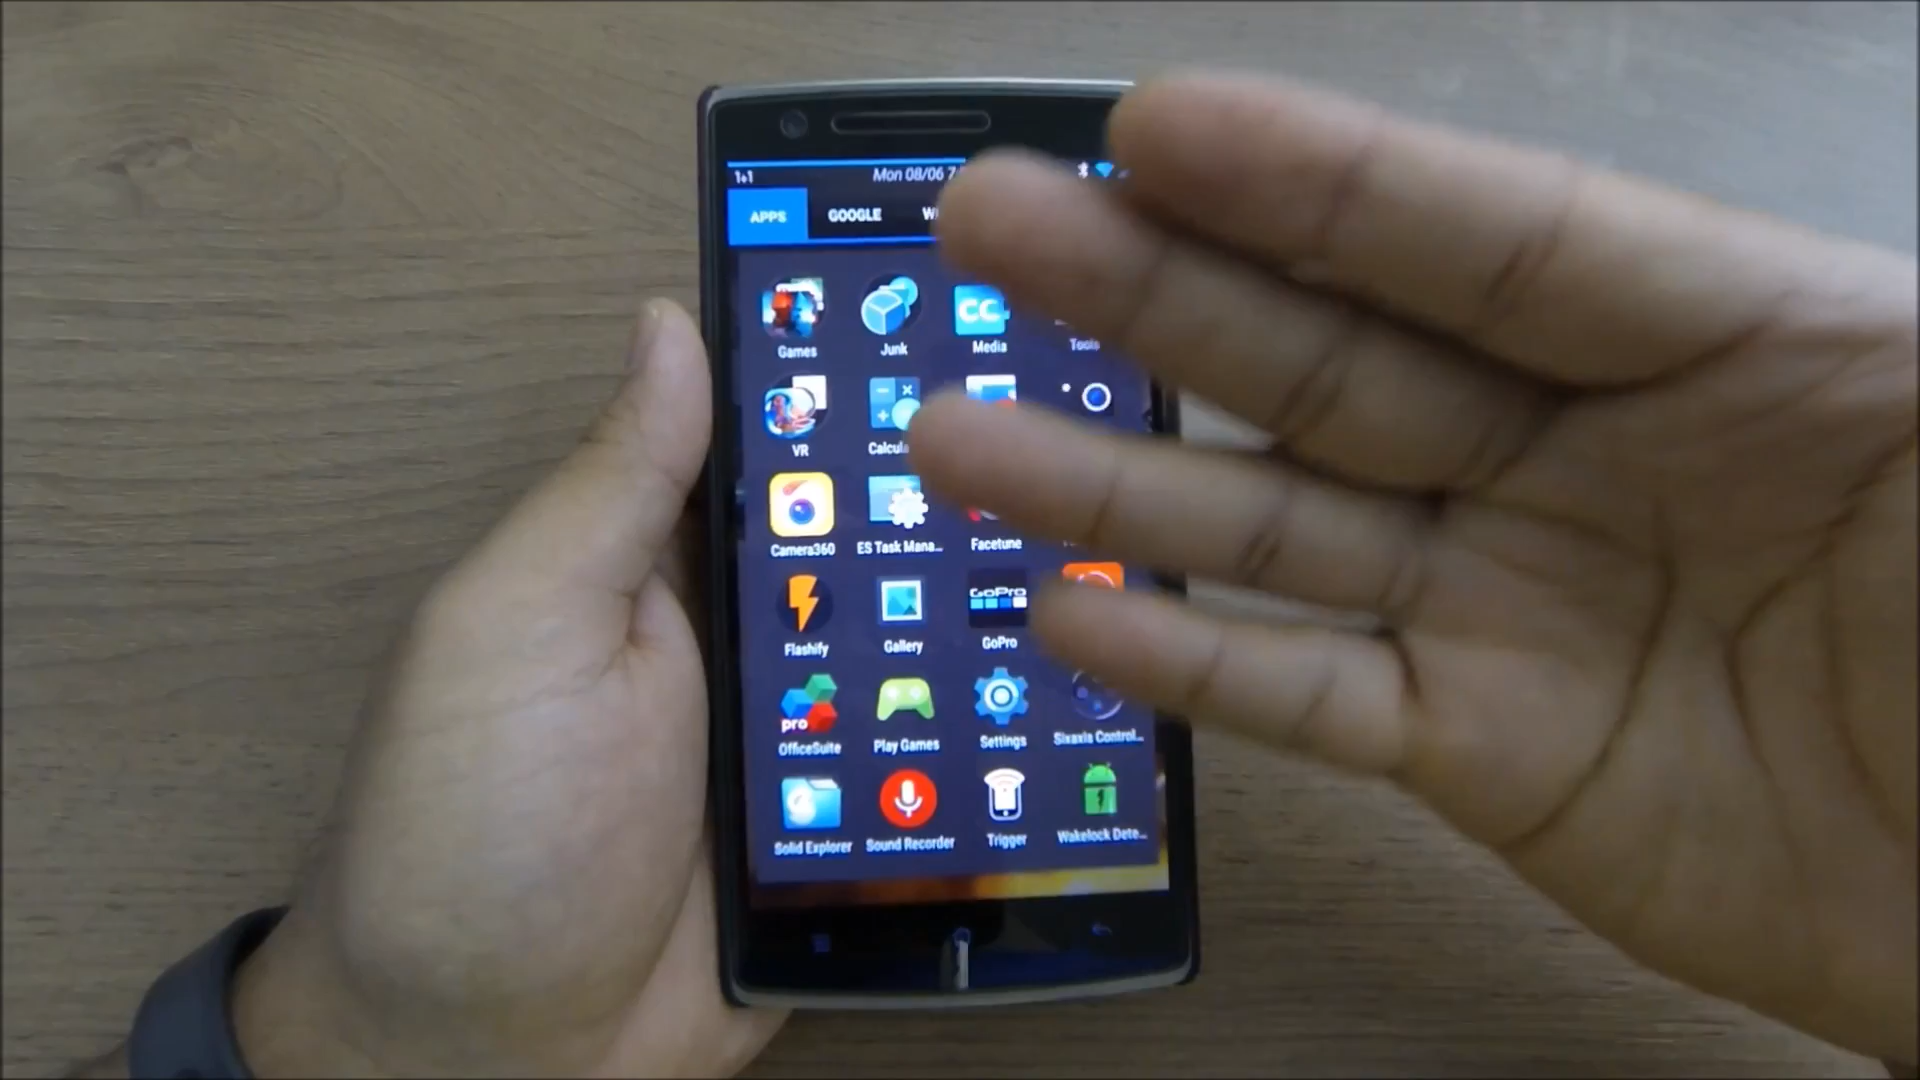 1+1 Mon 08/06
APPS GOOGLE
Games Junk Media Tools
VR
Camera360 ES Task Mana... Facetune
Flashify Gallery GoPro
OfficeSuite Play Games Settings Sixaxis Control...
Solid Explorer Sound Recorder Trigger Wakelock Dete...
CC
GoPro
pro